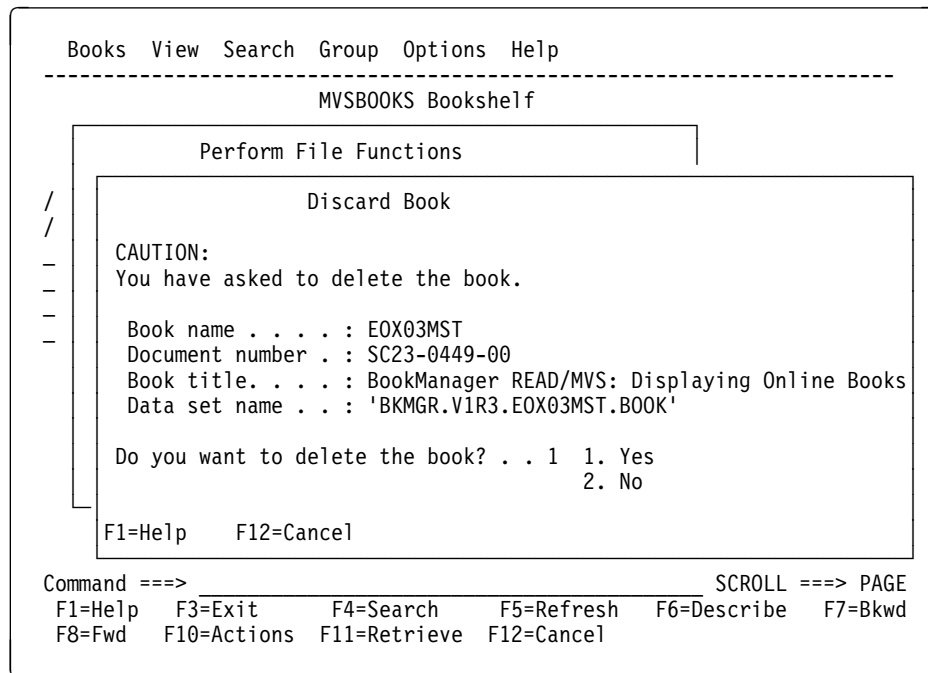 Books View Search Group Options Help
--------------------------------------------------------------------------
MVSBOOKS Bookshelf
Perform File Functions
/ Discard Book
/
_ CAUTION:
_ You have asked to delete the book.
_
_ Book name . . . . : EOX03MST
Document number . : SC23-0449-00
Book title. . . . : BookManager READ/MVS: Displaying Online Books
Data set name . . : 'BKMGR.V1R3.EOX03MST.BOOK'
Do you want to delete the book? . . 1 1. Yes
2. No
F1=Help F12=Cancel
Command ===> __________________________________________ SCROLL ===> PAGE
F1=Help F3=Exit F4=Search F5=Refresh F6=Describe F7=Bkwd
F8=Fwd F10=Actions F11=Retrieve F12=Cancel